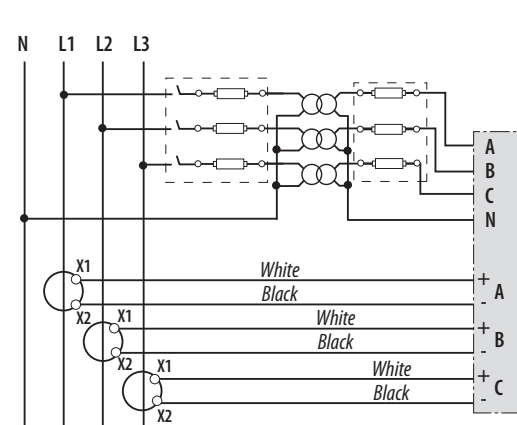 N L1 L2 L3
A
B
C
N
X1 White +
Black - A
X2 X1 White +
Black - B
X2 X1 White +
Black - C
X2